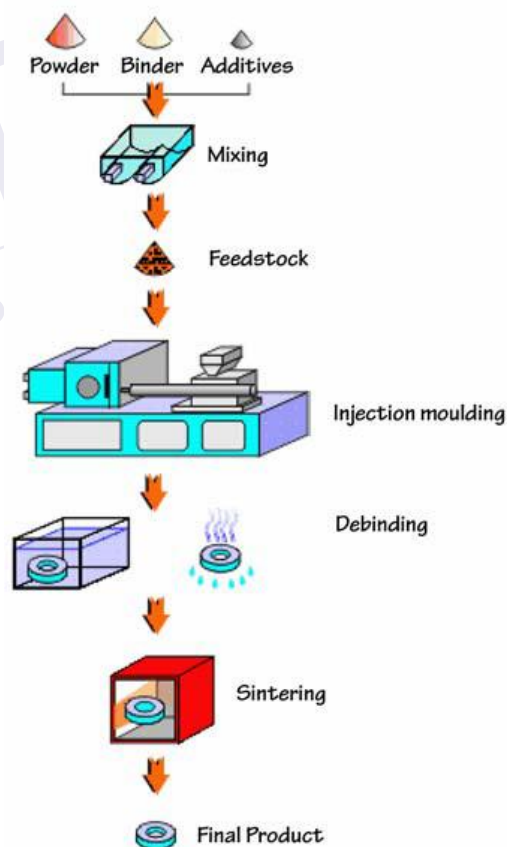 Powder Binder Additives
Mixing
Feedstock
Injection moulding
Debinding
Sintering
Final Product